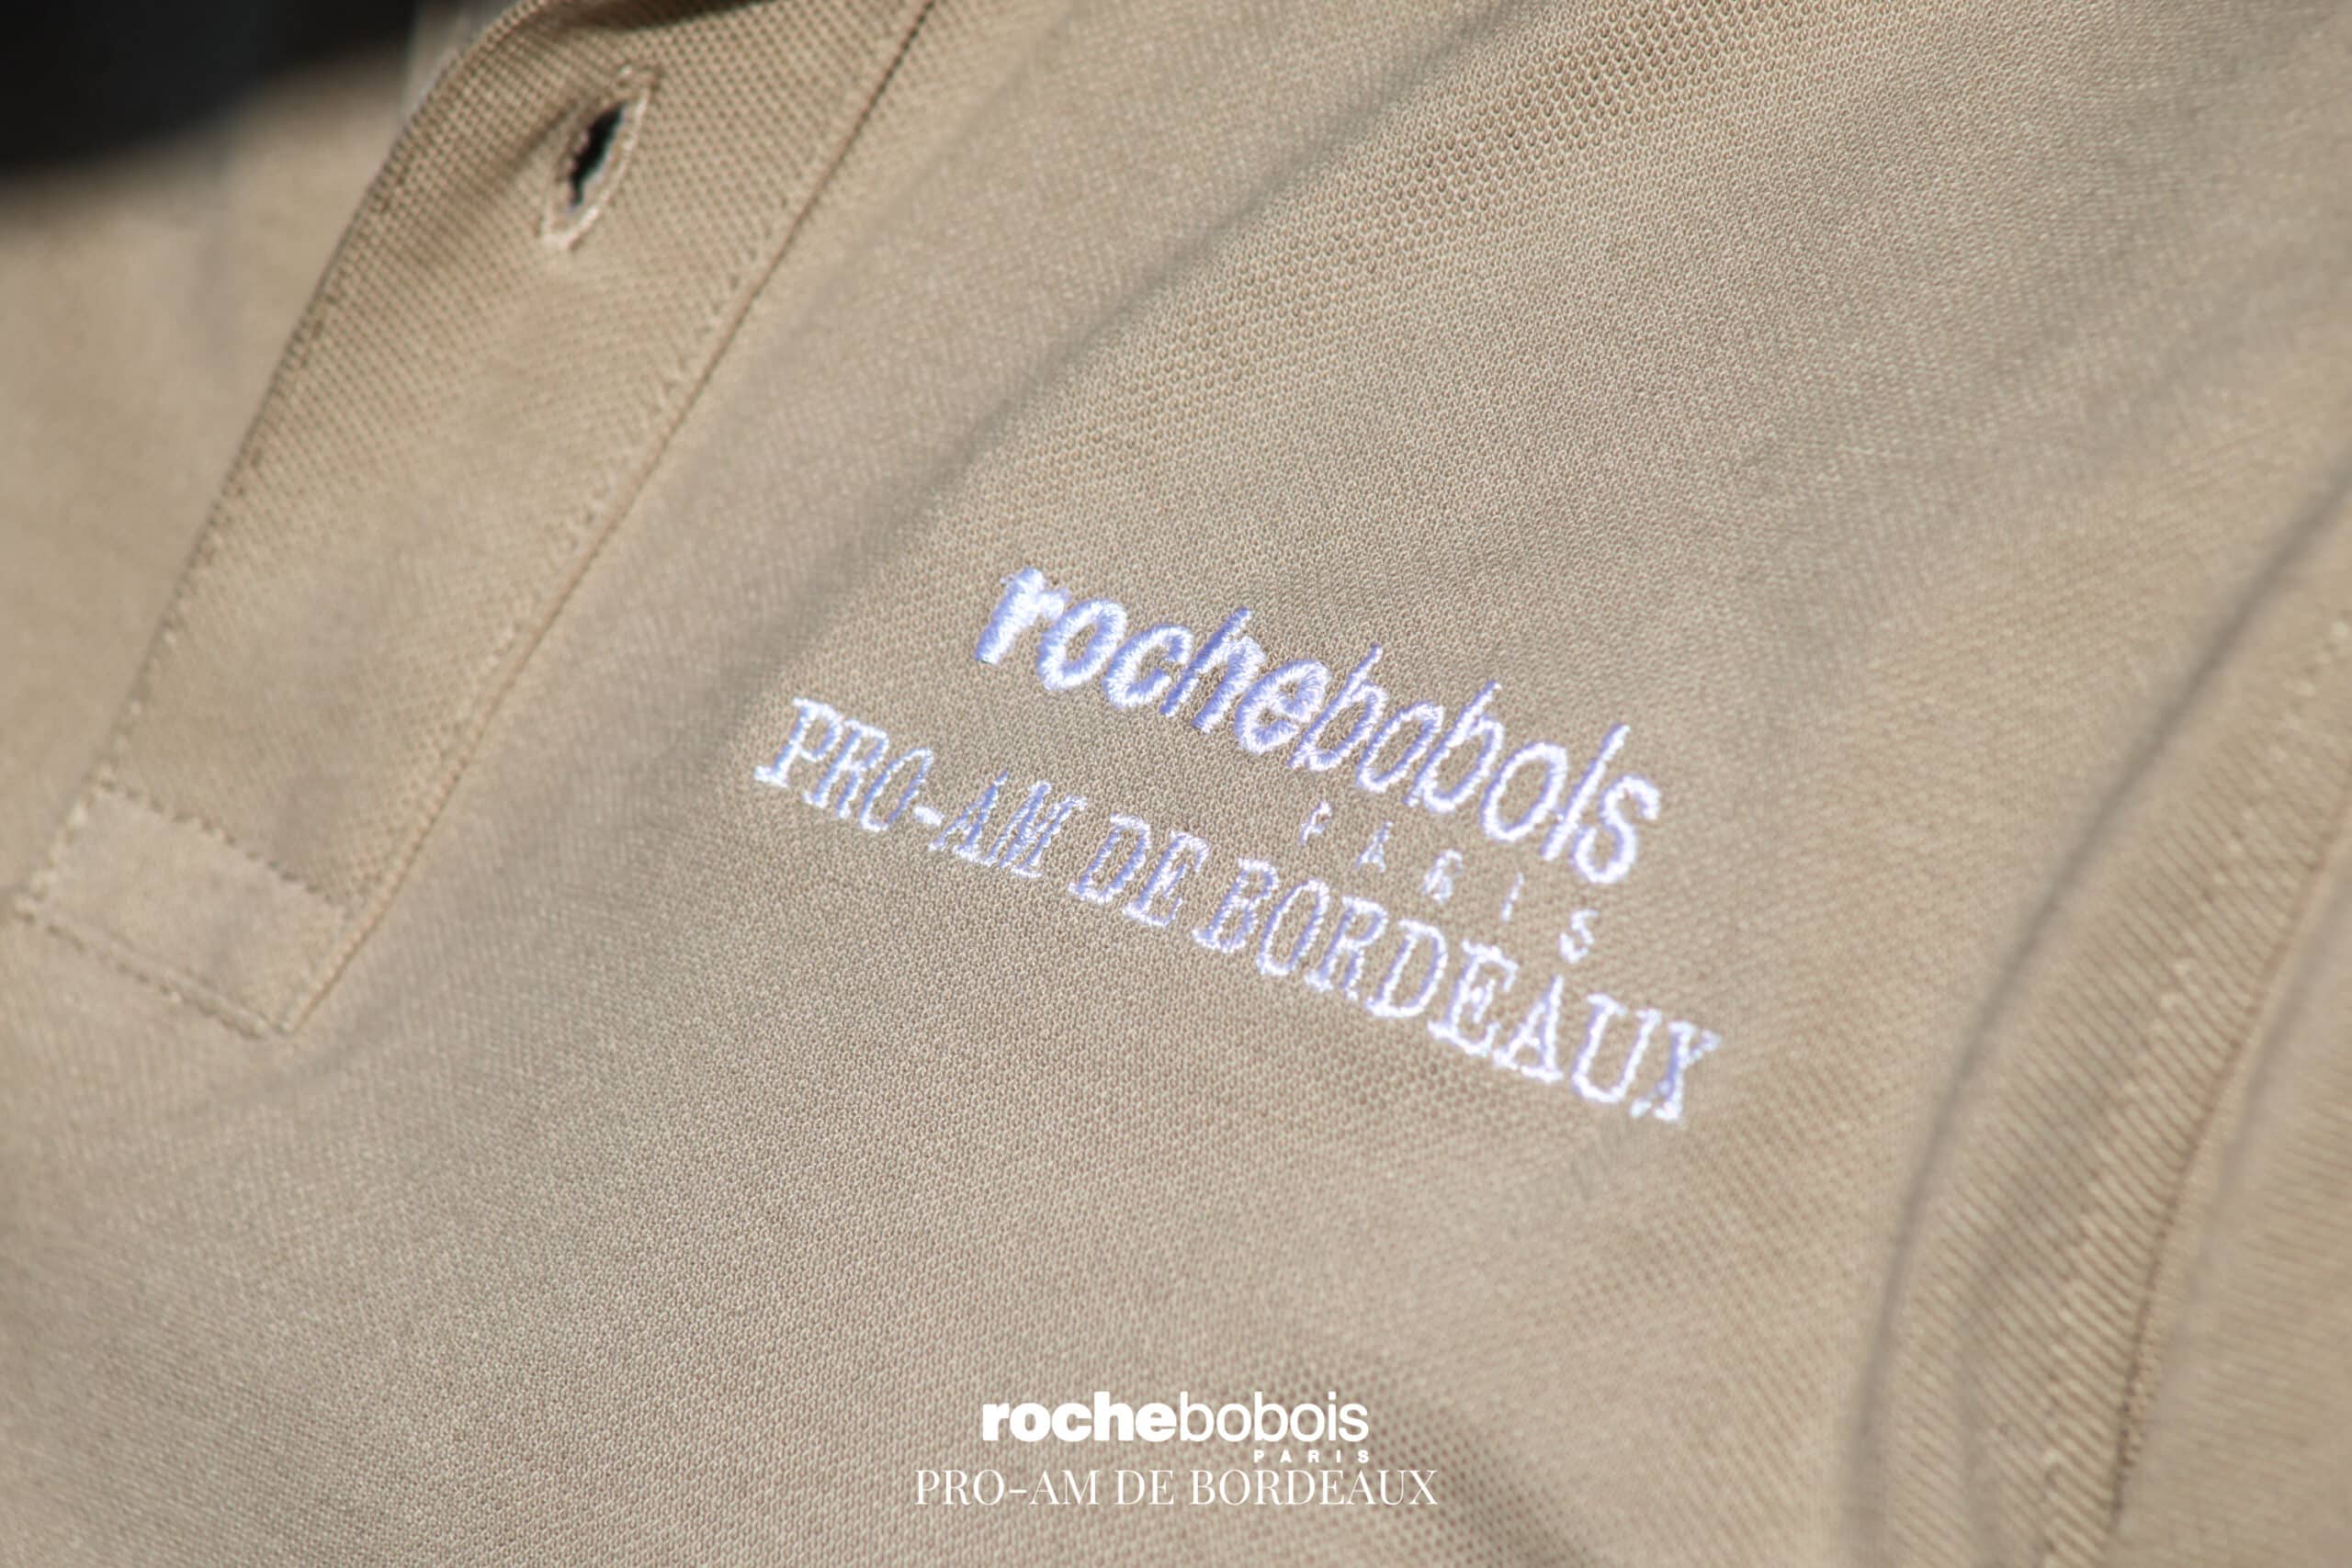 rochebobois
PARIS
PRO-AM DE BORDEAUX
rochebobois
PARIS
PRO-AM DE BORDEAUX